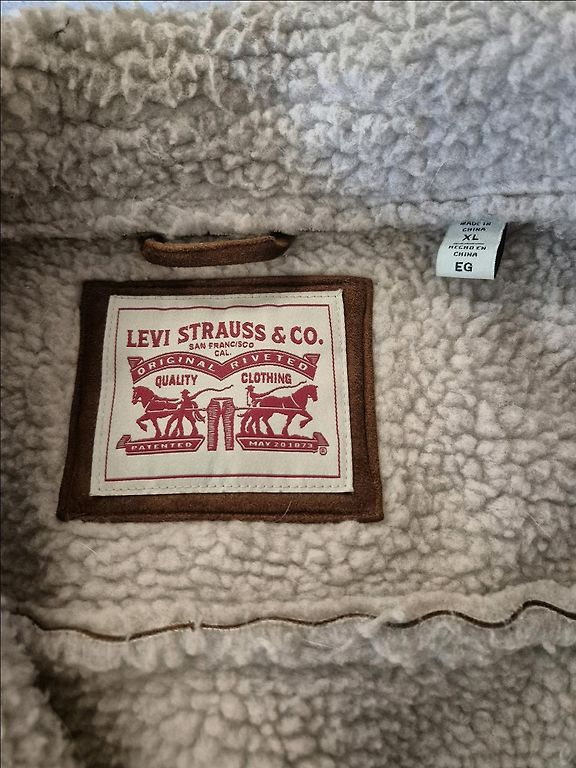 MADE IN
CHINA
XL
HECHO EN
CHINA
EG
LEVI STRAUSS & CO.
SAN FRANCISCO
CAL.
ORIGINAL RIVETED
QUALITY CLOTHING
PATENTED MAY 20 1873
®